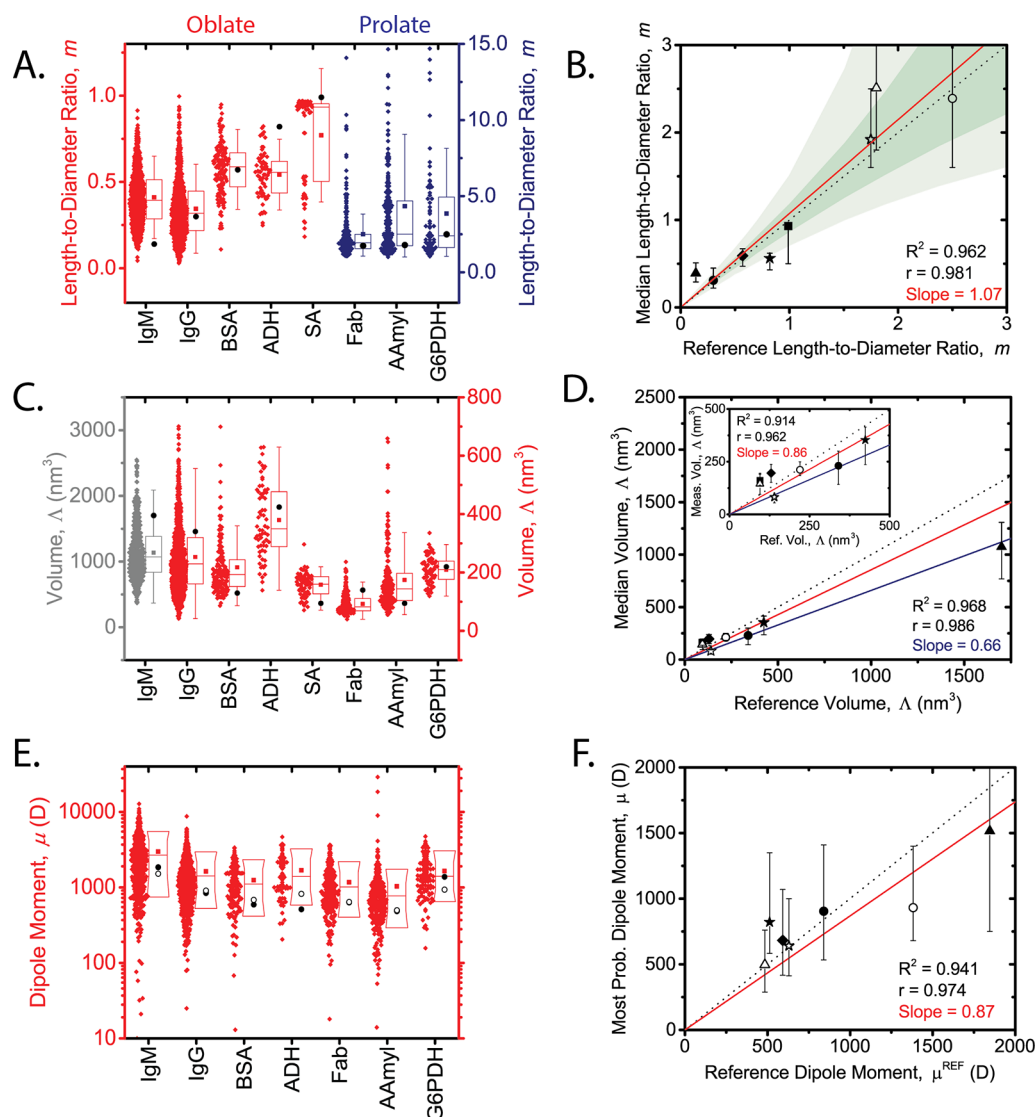 A.
Oblate
Prolate
Length-to-Diameter Ratio, m
1.0
0.5
0.0
15.0
10.0
5.0
0.0
Length-to-Diameter Ratio, m
IgM
IgG
BSA
ADH
SA
Fab
AAmyl
G6PDH
B.
Median Length-to-Diameter Ratio, m
3
2
1
0
0
1
2
3
R² = 0.962
r = 0.981
Slope = 1.07
Reference Length-to-Diameter Ratio, m
C.
Volume, Λ (nm³)
3000
2000
1000
0
800
600
400
200
0
Volume, Λ (nm³)
IgM
IgG
BSA
ADH
SA
Fab
AAmyl
G6PDH
D.
Median Volume, Λ (nm³)
2500
2000
1500
1000
500
0
0
500
1000
1500
Meas. Vol., Λ (nm³)
500
250
0
0
250
500
R² = 0.914
r = 0.962
Slope = 0.86
Ref. Vol., Λ (nm³)
R² = 0.968
r = 0.986
Slope = 0.66
Reference Volume, Λ (nm³)
E.
Dipole Moment, μ (D)
10000
1000
100
10
IgM
IgG
BSA
ADH
Fab
AAmyl
G6PDH
F.
Most Prob. Dipole Moment, μ (D)
2000
1500
1000
500
0
0
500
1000
1500
2000
R² = 0.941
r = 0.974
Slope = 0.87
Reference Dipole Moment, μᴿᴱᶠ (D)